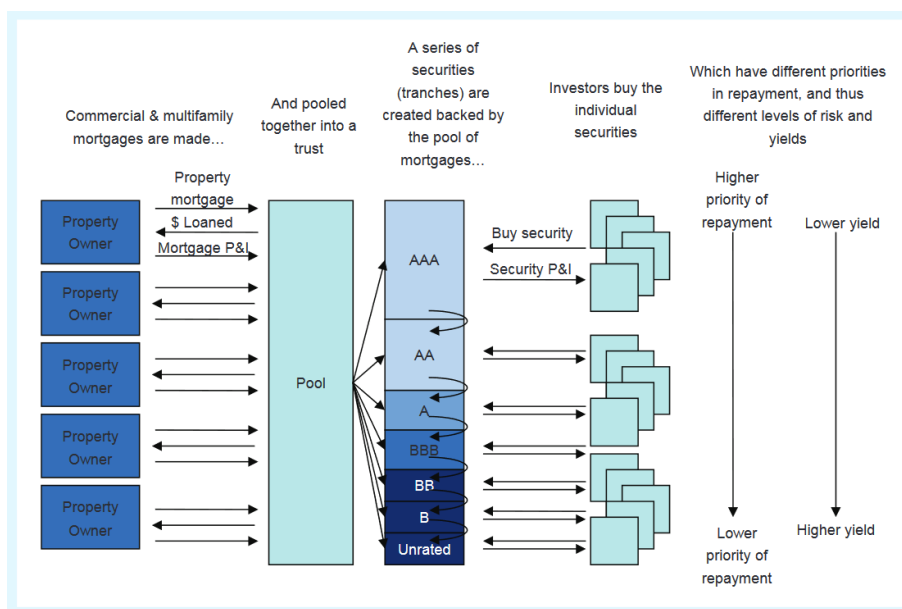 Commercial & multifamily
mortgages are made…
And pooled
together into a
trust
A series of
securities
(tranches) are
created backed by
the pool of
mortgages…
Investors buy the
individual
securities
Which have different priorities
in repayment, and thus
different levels of risk and
yields
Property
Owner
Property
Owner
Property
Owner
Property
Owner
Property
Owner
Property
mortgage
$ Loaned
Mortgage P&I
Pool
AAA
AA
A
BBB
BB
B
Unrated
Buy security
Security P&I
Higher
priority of
repayment
Lower yield
Lower
priority of
repayment
Higher yield